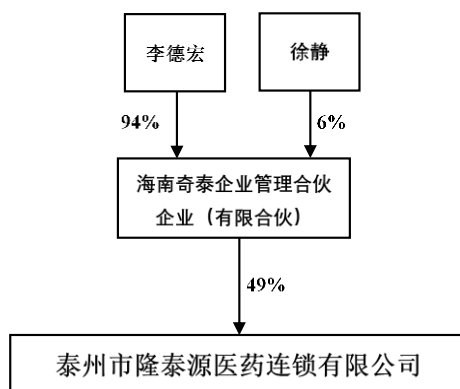 李德宏
徐静
94%
6%
海南奇泰企业管理合伙
企业（有限合伙）
49%
泰州市隆泰源医药连锁有限公司